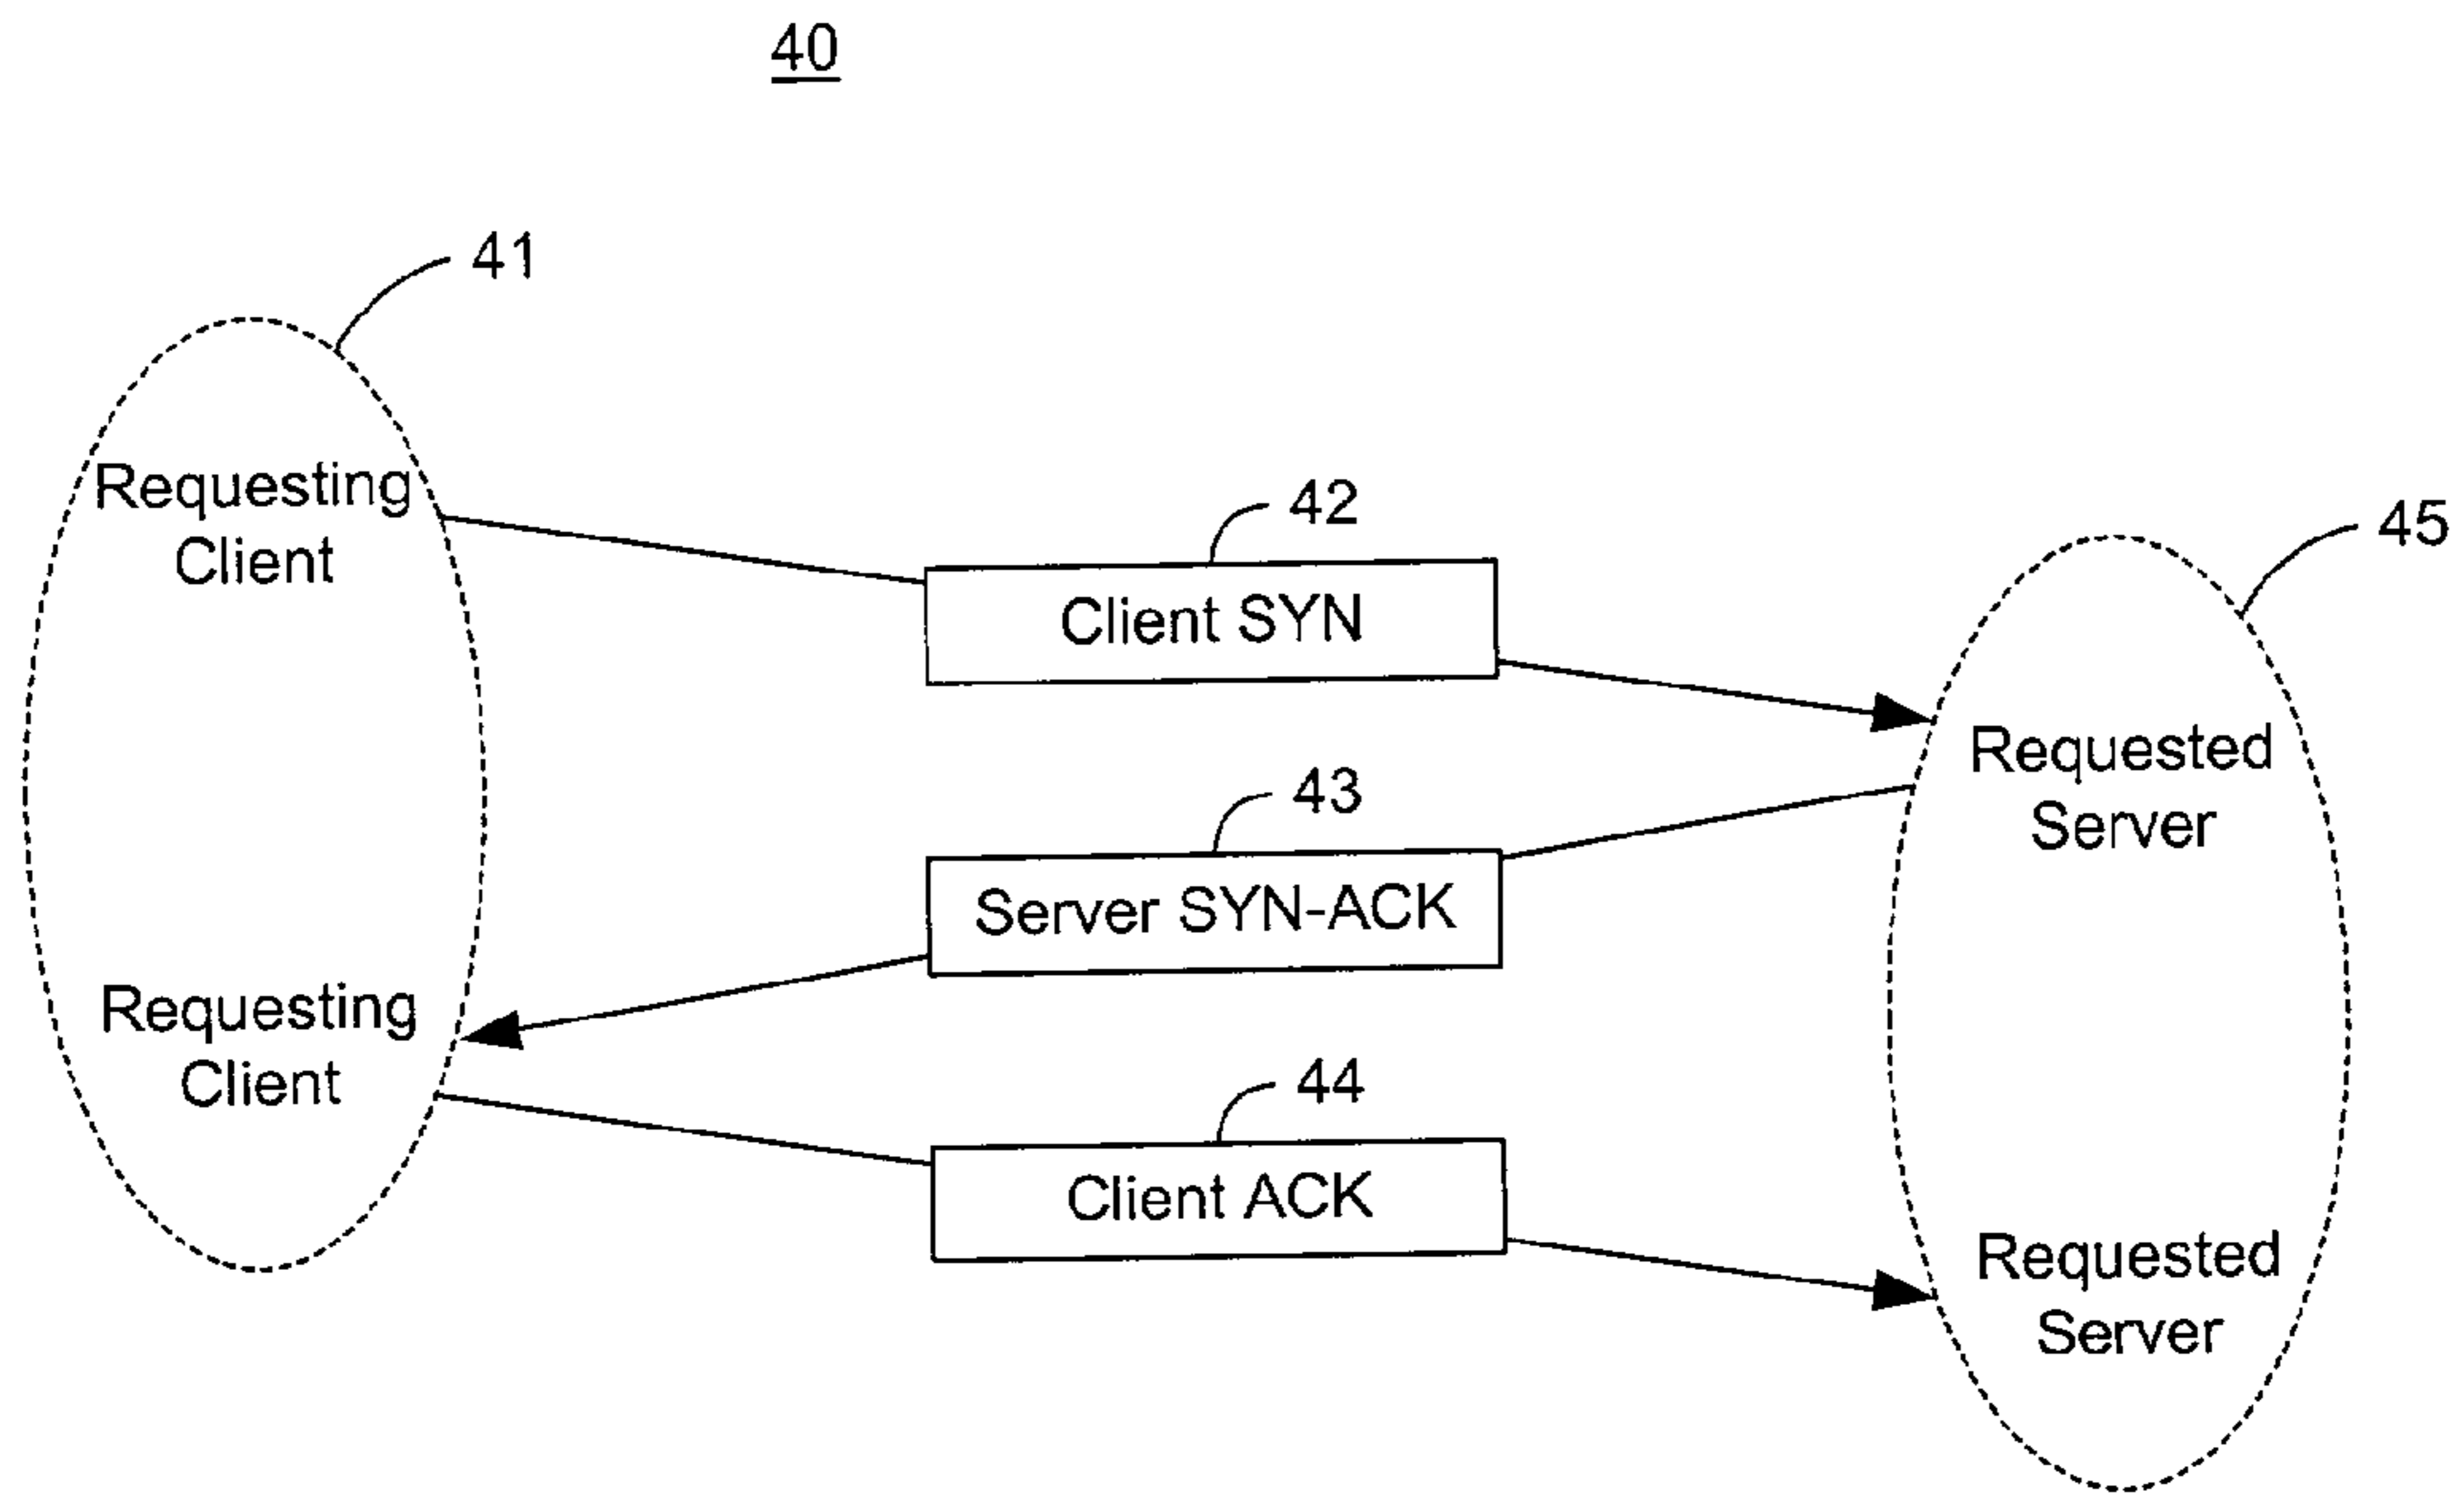 40
41
Requesting
Client
42
Client SYN
45
Requested
Server
43
Server SYN-ACK
Requesting
Client
44
Client ACK
Requested
Server